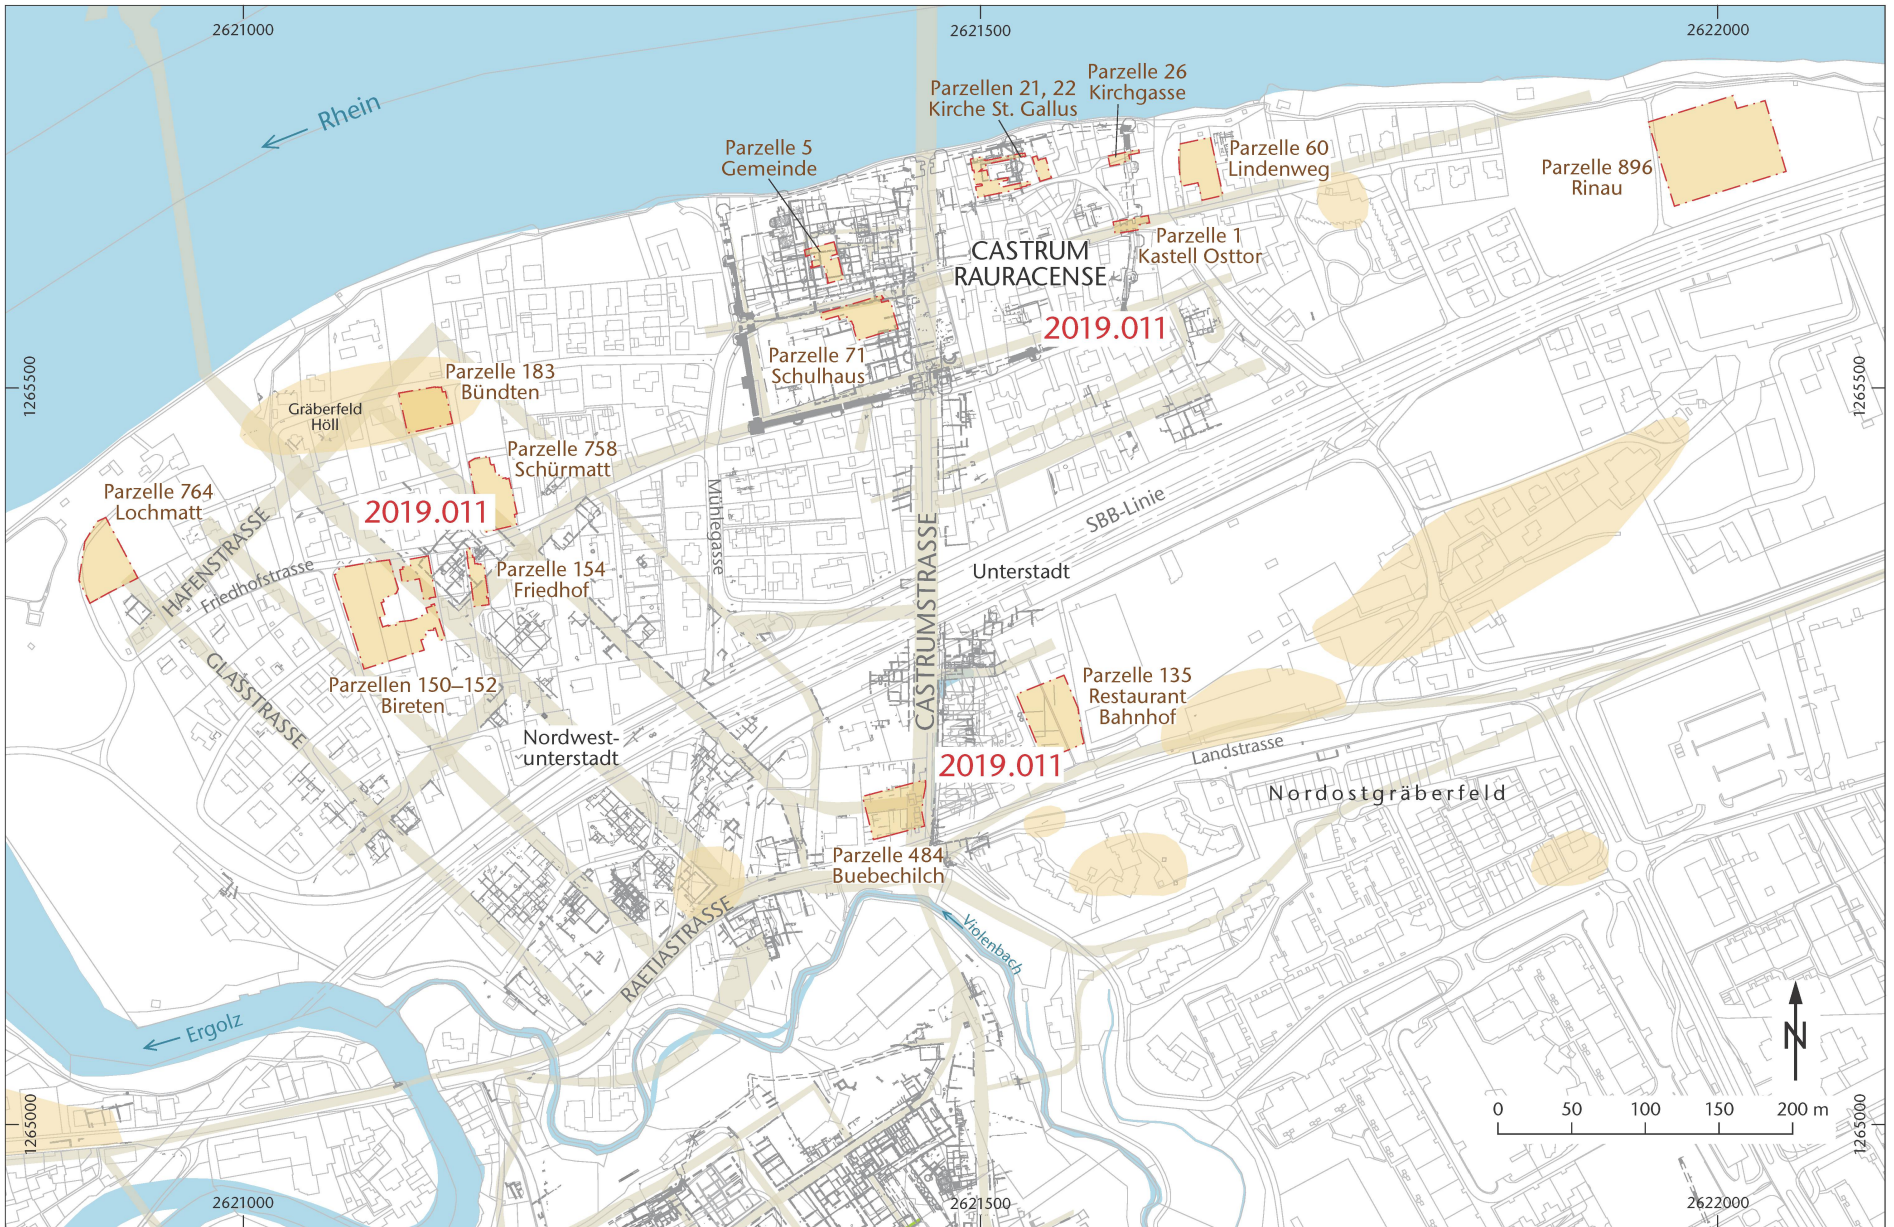 2621000
2621500
2622000
Rhein
Parzelle 26
Kirchgasse
Parzellen 21, 22
Kirche St. Gallus
Parzelle 5
Gemeinde
Parzelle 60
Lindenweg
Parzelle 896
Rinau
CASTRUM
RAURACENSE
Parzelle 1
Kastell Osttor
2019.011
Parzelle 71
Schulhaus
1265500
1265500
Parzelle 183
Bündten
Gräberfeld
Höll
Parzelle 758
Schürmatt
Parzelle 764
Lochmatt
2019.011
Mühlegasse
SBB-Linie
HAFENSTRASSE
Friedhofstrasse
Parzelle 154
Friedhof
Unterstadt
CASTRUMSTRASSE
GLASSTRASSE
Parzellen 150–152
Bireten
Parzelle 135
Restaurant
Bahnhof
Nordwest-
unterstadt
2019.011
Landstrasse
Nordostgräberfeld
Parzelle 484
Buebechilch
RAETIASTRASSE
Violenbach
Ergolz
N
0 50 100 150 200 m
1265000
1265000
2621000
2621500
2622000